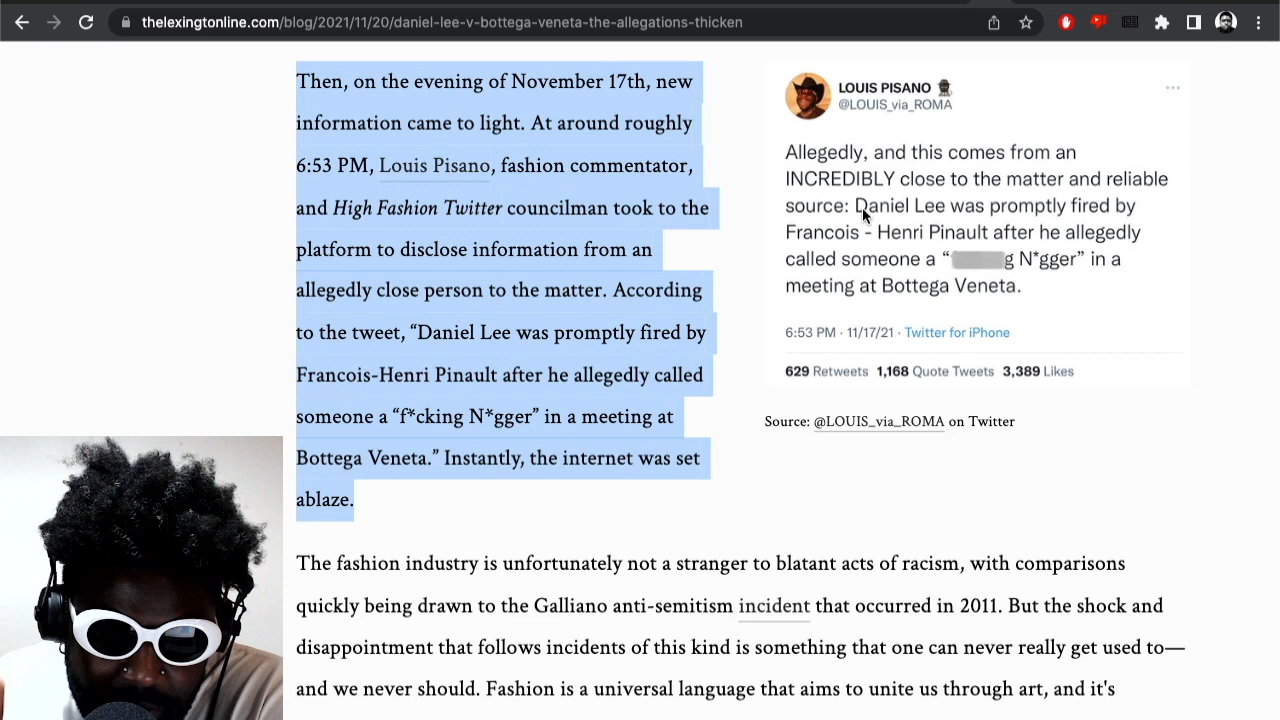 thelexingtononline.com/blog/2021/11/20/daniel-lee-v-bottega-veneta-the-allegations-thicken
Then, on the evening of November 17th, new
information came to light. At around roughly
6:53 PM, Louis Pisano, fashion commentator,
and High Fashion Twitter councilman took to the
platform to disclose information from an
allegedly close person to the matter. According
to the tweet, “Daniel Lee was promptly fired by
Francois-Henri Pinault after he allegedly called
someone a “f*cking N*gger” in a meeting at
Bottega Veneta.” Instantly, the internet was set
ablaze.
LOUIS PISANO
@LOUIS_via_ROMA
Allegedly, and this comes from an
INCREDIBLY close to the matter and reliable
source: Daniel Lee was promptly fired by
Francois - Henri Pinault after he allegedly
called someone a “g N*gger” in a
meeting at Bottega Veneta.
6:53 PM · 11/17/21 · Twitter for iPhone
629 Retweets 1,168 Quote Tweets 3,389 Likes
Source: @LOUIS_via_ROMA on Twitter
The fashion industry is unfortunately not a stranger to blatant acts of racism, with comparisons
quickly being drawn to the Galliano anti-semitism incident that occurred in 2011. But the shock and
disappointment that follows incidents of this kind is something that one can never really get used to—
and we never should. Fashion is a universal language that aims to unite us through art, and it's